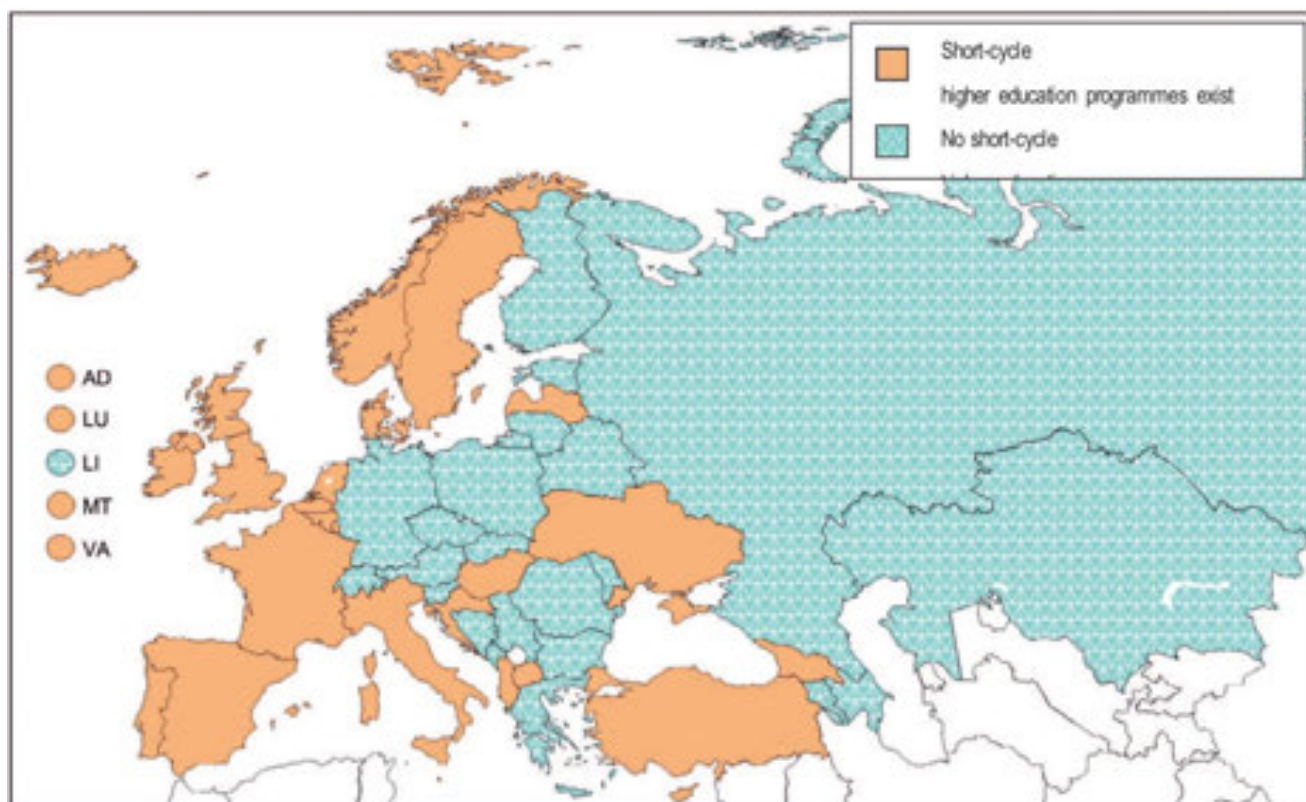 Short-cycle
higher education programmes exist
No short-cycle
AD
LU
LI
MT
VA